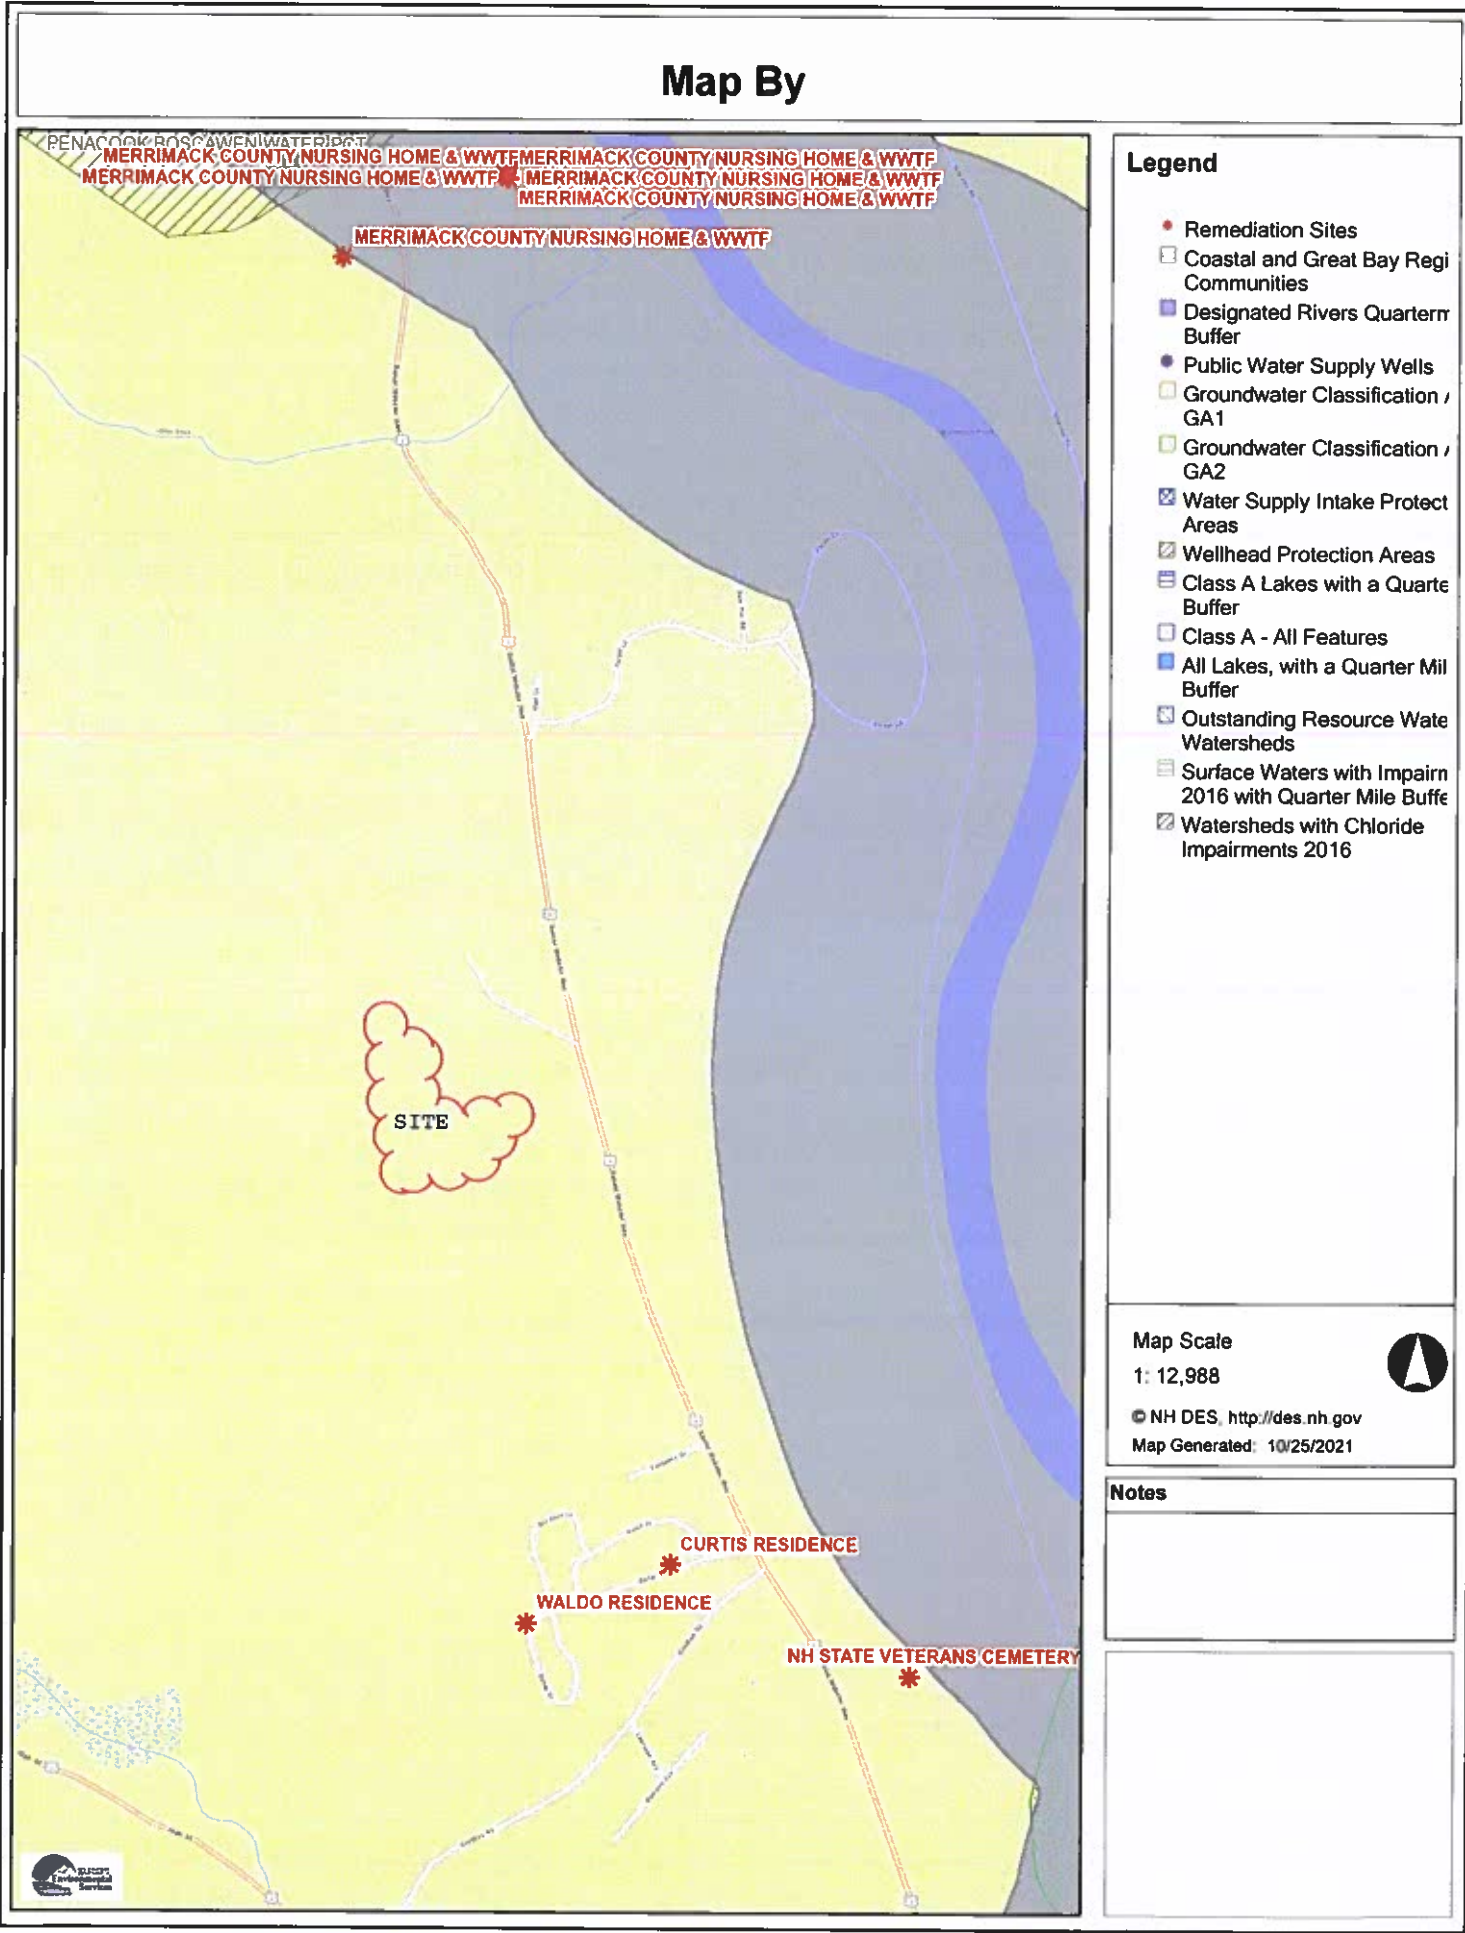 Map By
PENACOOK BOSCAWEN WATER PCT
MERRIMACK COUNTY NURSING HOME & WWTF
MERRIMACK COUNTY NURSING HOME & WWTF
MERRIMACK COUNTY NURSING HOME & WWTF
MERRIMACK COUNTY NURSING HOME & WWTF
MERRIMACK COUNTY NURSING HOME & WWTF
MERRIMACK COUNTY NURSING HOME & WWTF
SITE
CURTIS RESIDENCE
WALDO RESIDENCE
NH STATE VETERANS CEMETERY
Environmental
Services
Legend
Remediation Sites
Coastal and Great Bay Regi
Communities
Designated Rivers Quarterm
Buffer
Public Water Supply Wells
Groundwater Classification A
GA1
Groundwater Classification A
GA2
Water Supply Intake Protect
Areas
Wellhead Protection Areas
Class A Lakes with a Quarte
Buffer
Class A - All Features
All Lakes, with a Quarter Mil
Buffer
Outstanding Resource Wate
Watersheds
Surface Waters with Impairm
2016 with Quarter Mile Buffe
Watersheds with Chloride
Impairments 2016
Map Scale
1: 12,988
© NH DES, http://des.nh.gov
Map Generated: 10/25/2021
Notes